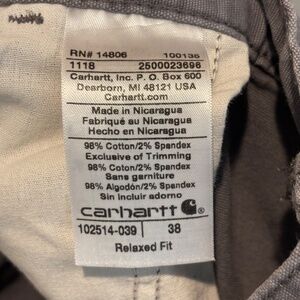 RN# 14806 100135
1118 2500023696
Carhartt, Inc. P. O. Box 600
Dearborn, MI 48121 USA
Carhartt.com
Made in Nicaragua
Fabriqué au Nicaragua
Hecho en Nicaragua
98% Cotton/2% Spandex
Exclusive of Trimming
98% Cotton/2% Spandex
Sans garniture
98% Algodón/2% Spandex
Sin incluir adorno
carhartt
102514-039 38
Relaxed Fit